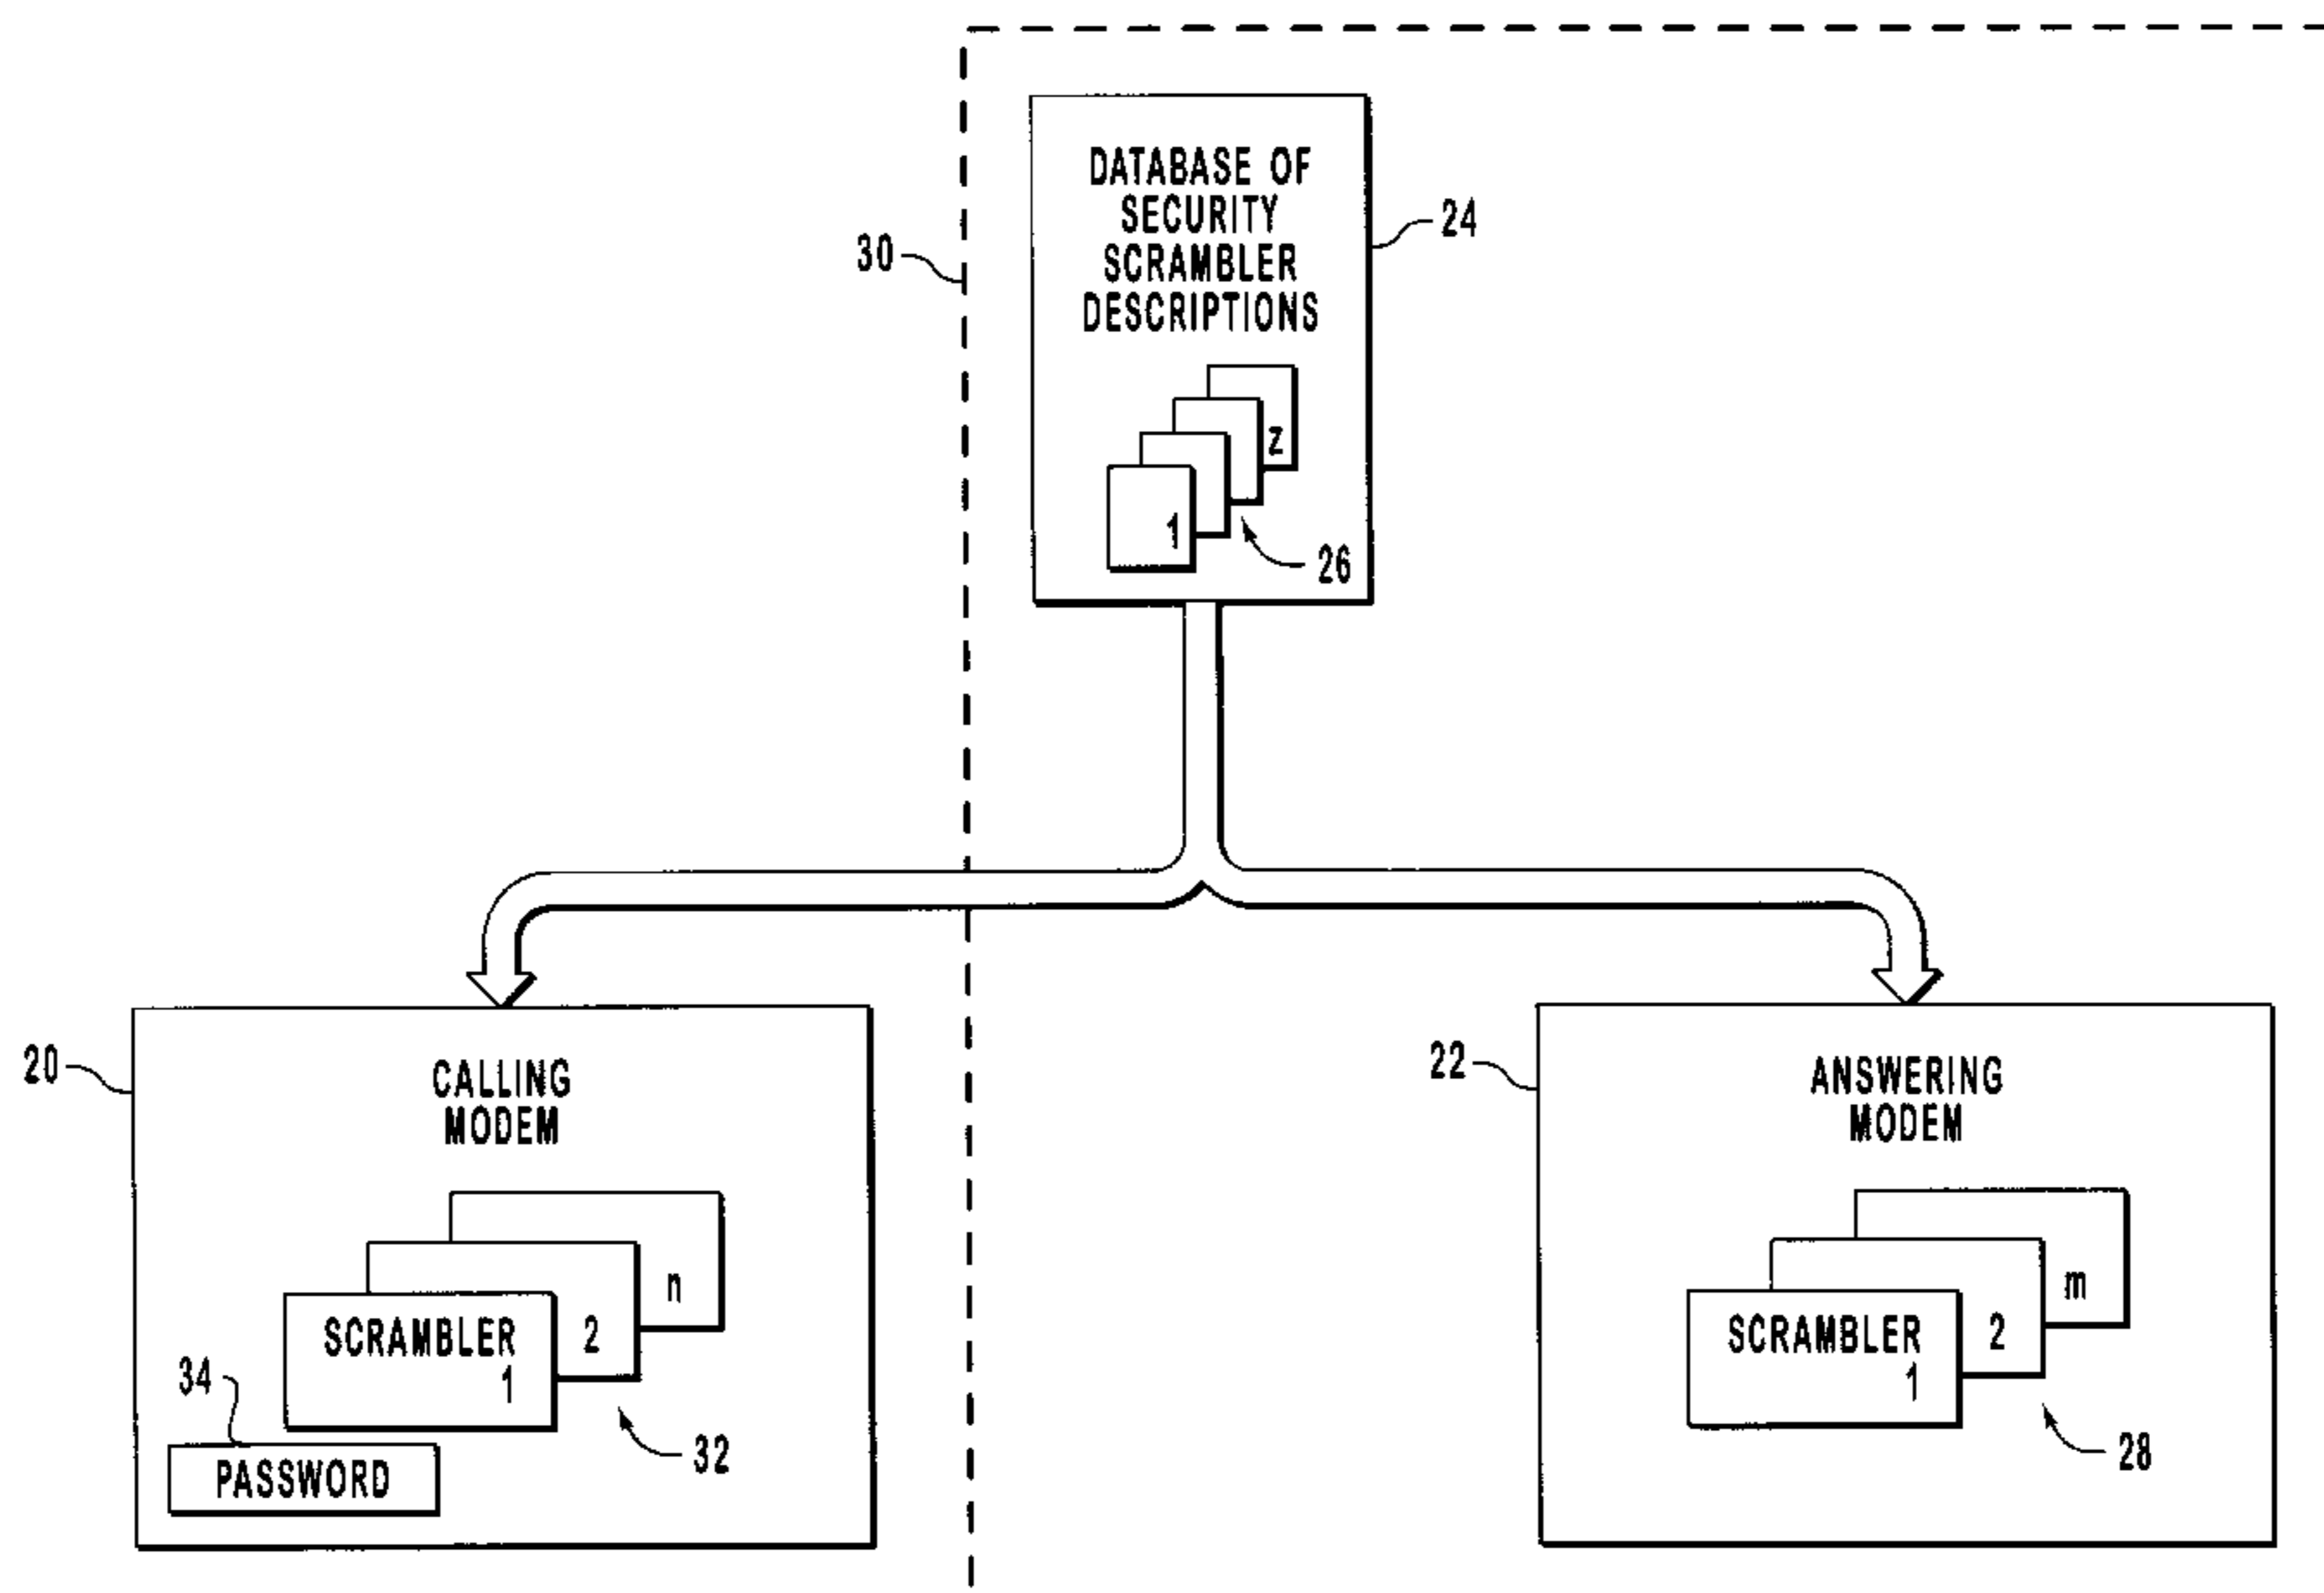 DATABASE OF
SECURITY
SCRAMBLER
DESCRIPTIONS
24
30
z
1
26
20
CALLING
MODEM
n
2
SCRAMBLER
1
34
32
PASSWORD
22
ANSWERING
MODEM
m
2
SCRAMBLER
1
28